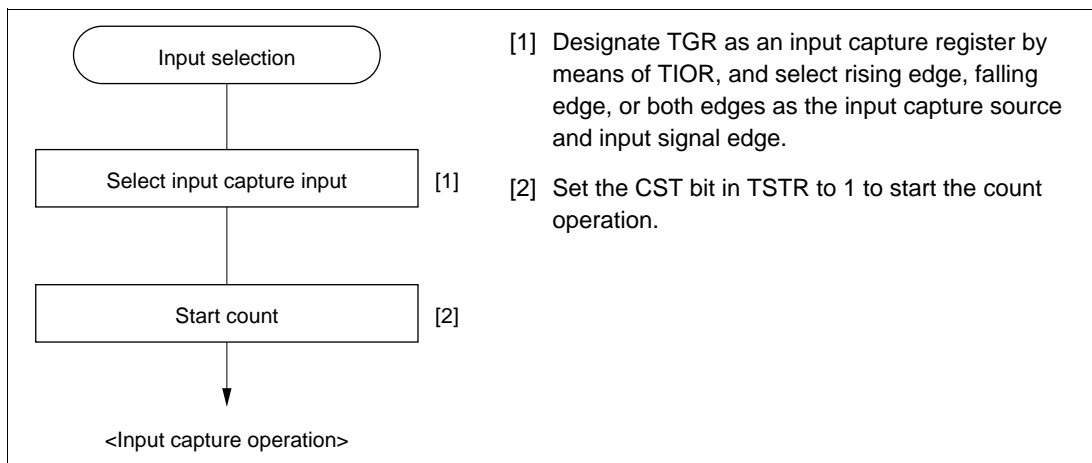 Input selection
Select input capture input
[1]
Start count
[2]
<Input capture operation>
[1] Designate TGR as an input capture register by
means of TIOR, and select rising edge, falling
edge, or both edges as the input capture source
and input signal edge.
[2] Set the CST bit in TSTR to 1 to start the count
operation.